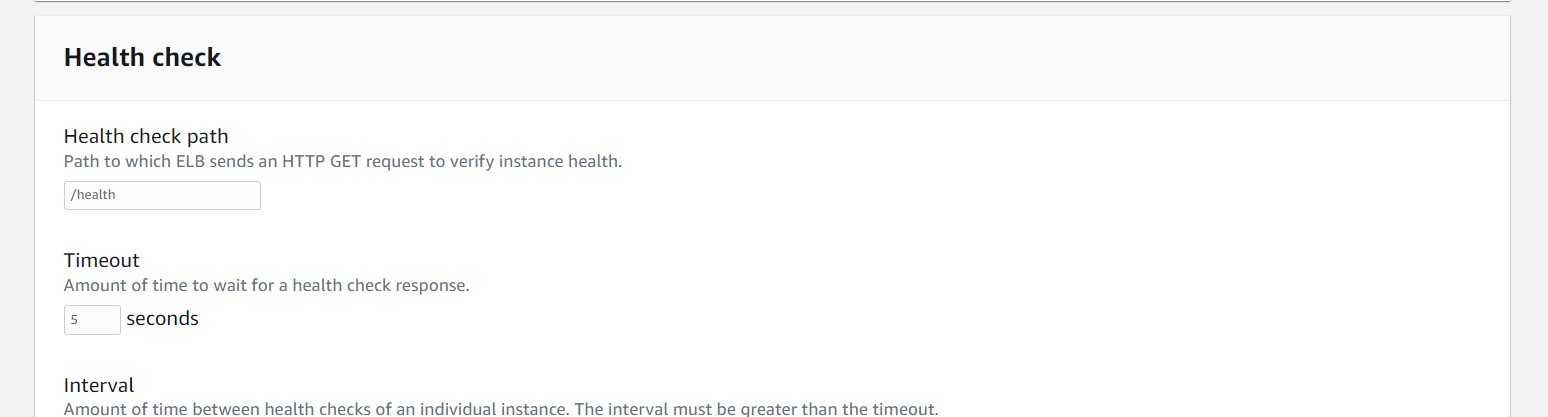 Health check
Health check path
Path to which ELB sends an HTTP GET request to verify instance health.
/health
Timeout
Amount of time to wait for a health check response.
5 seconds
Interval
Amount of time between health checks of an individual instance. The interval must be greater than the timeout.